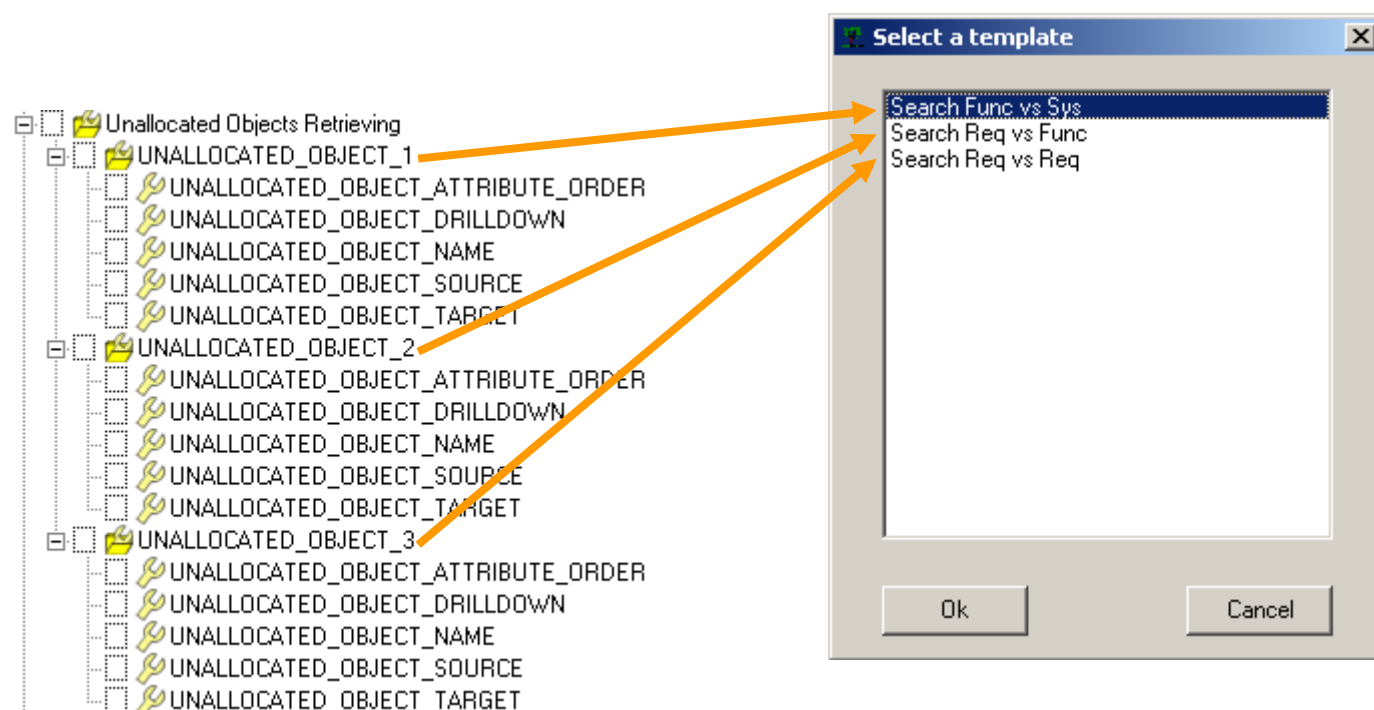 Unallocated Objects Retrieving
UNALLOCATED_OBJECT_1
UNALLOCATED_OBJECT_ATTRIBUTE_ORDER
UNALLOCATED_OBJECT_DRILLDOWN
UNALLOCATED_OBJECT_NAME
UNALLOCATED_OBJECT_SOURCE
UNALLOCATED_OBJECT_TARGET
UNALLOCATED_OBJECT_2
UNALLOCATED_OBJECT_ATTRIBUTE_ORDER
UNALLOCATED_OBJECT_DRILLDOWN
UNALLOCATED_OBJECT_NAME
UNALLOCATED_OBJECT_SOURCE
UNALLOCATED_OBJECT_TARGET
UNALLOCATED_OBJECT_3
UNALLOCATED_OBJECT_ATTRIBUTE_ORDER
UNALLOCATED_OBJECT_DRILLDOWN
UNALLOCATED_OBJECT_NAME
UNALLOCATED_OBJECT_SOURCE
UNALLOCATED_OBJECT_TARGET
Select a template
Search Func vs Sys
Search Req vs Func
Search Req vs Req
Ok
Cancel